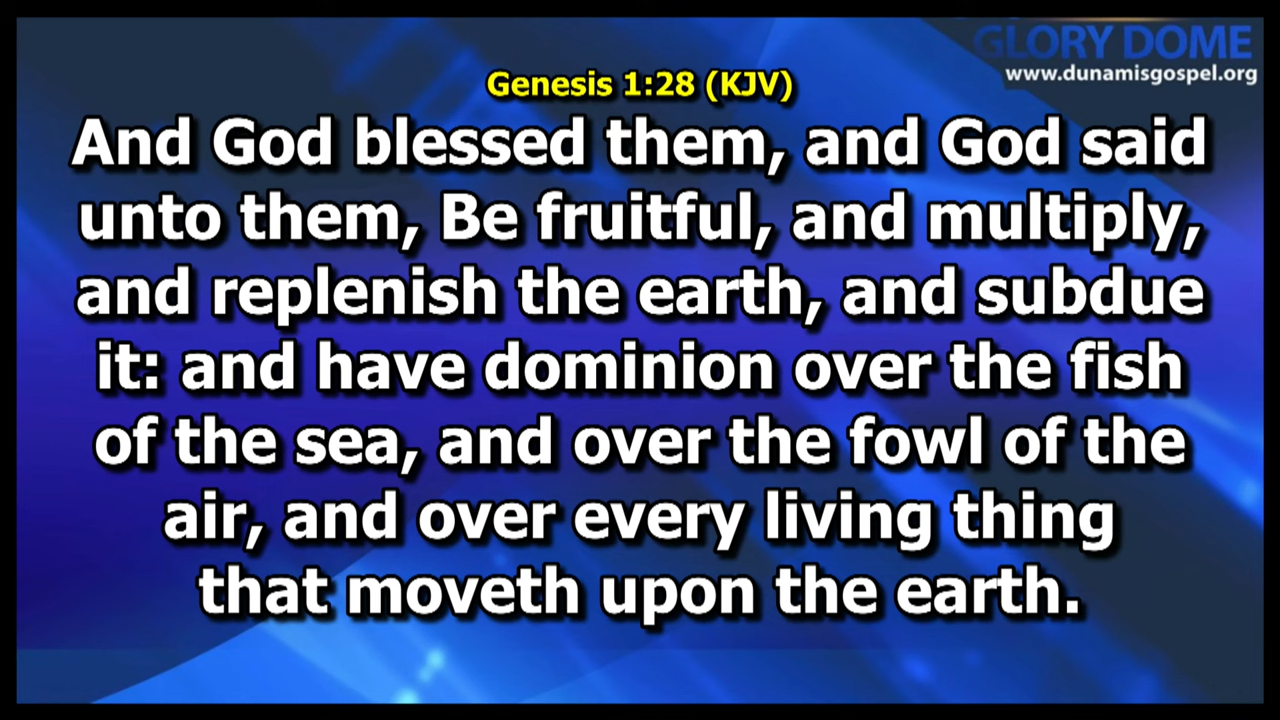 GLORY DOME
www.dunamisgospel.org
Genesis 1:28 (KJV)
And God blessed them, and God said
unto them, Be fruitful, and multiply,
and replenish the earth, and subdue
it: and have dominion over the fish
of the sea, and over the fowl of the
air, and over every living thing
that moveth upon the earth.